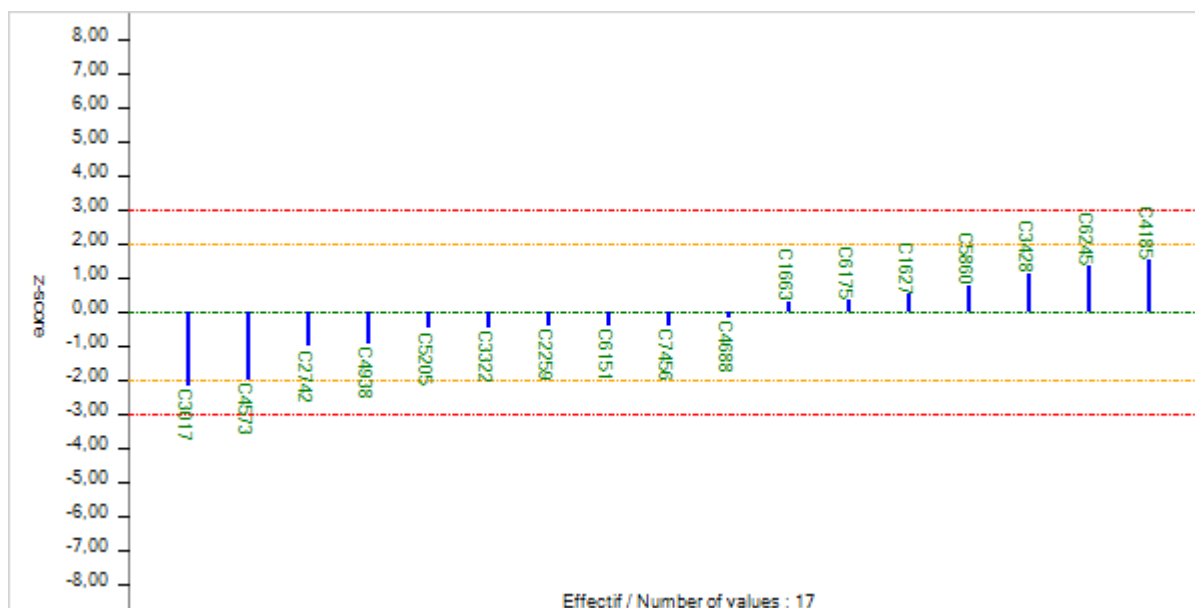 8,00
7,00
6,00
5,00
4,00
3,00
2,00
1,00
0,00
-1,00
-2,00
-3,00
-4,00
-5,00
-6,00
-7,00
-8,00
z-score
C3017
C4573
C2742
C4938
C5205
C3322
C2259
C6151
C7456
C4688
C1663
C6175
C1627
C5860
C3428
C6245
C4185
Effectif / Number of values : 17